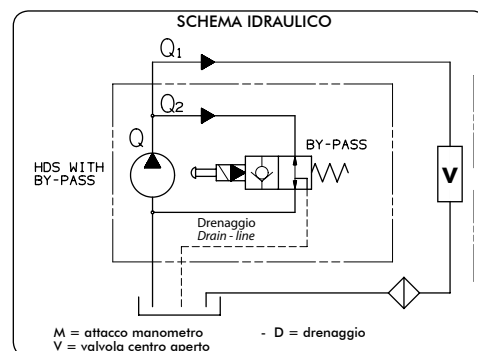 SCHEMA IDRAULICO
Q1
Q2
Q
BY-PASS
HDS WITH
BY-PASS
V
Drenaggio
Drain - line
M = attacco manometro - D = drenaggio
V = valvola centro aperto